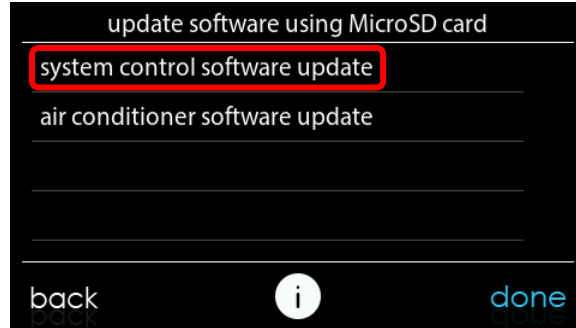 update software using MicroSD card
system control software update
air conditioner software update
back i done